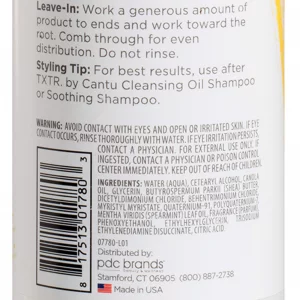 Leave-In: Work a generous amount of
product to ends and work toward the
root. Comb through for even
distribution. Do not rinse.
Styling Tip: For best results, use after
TXTR. by Cantu Cleansing Oil Shampoo
or Soothing Shampoo.
WARNING: AVOID CONTACT WITH EYES AND OPEN OR IRRITATED SKIN. IF EYE
CONTACT OCCURS, RINSE THOROUGHLY WITH WATER. IF EYE IRRITATION PERSISTS,
CONTACT A PHYSICIAN. FOR EXTERNAL USE ONLY. IF
INGESTED, CONTACT A PHYSICIAN OR POISON CONTROL
CENTER IMMEDIATELY. KEEP OUT OF REACH OF CHILDREN.
INGREDIENTS: WATER (AQUA), CETEARYL ALCOHOL, CANOLA
OIL, GLYCERIN, BUTYROSPERMUM PARKII (SHEA) BUTTER,
DICETYLDIMONIUM CHLORIDE, BEHENTRIMONIUM
MYRISTYL MYRISTATE, QUATERNIUM-91,
MENTHA VIRIDIS (SPEARMINT) LEAF OIL, FRAGRANCE (PARFUM),
PHENOXYETHANOL, ETHYLHEXYLGLYCERIN,
ETHYLENEDIAMINE DISUCCINATE, CITRIC ACID.
07780-L01
8 17513 01780 3
Distributed by:
pdc brands
Stamford, CT 06905 (800) 887-2738
Made in USA